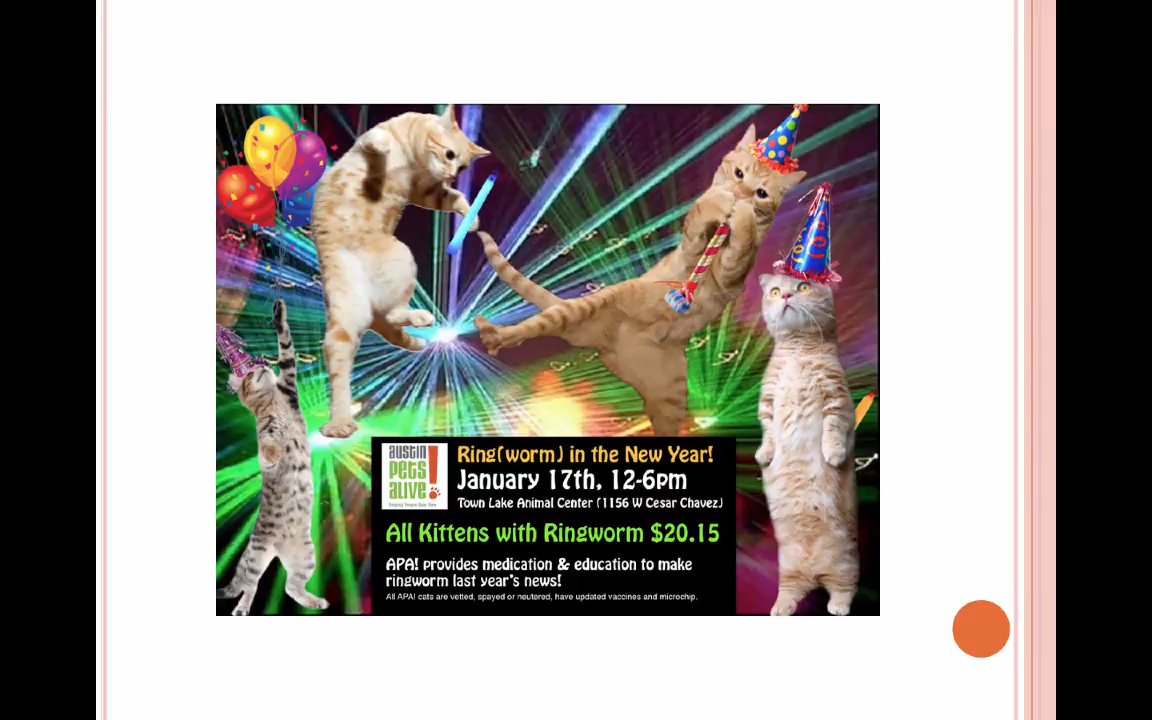 austin
pets
alive!
Ring(worm) in the New Year!
January 17th, 12-6pm
Town Lake Animal Center (1156 W Cesar Chavez)
All Kittens with Ringworm $20.15
APA! provides medication & education to make
ringworm last year's news!
All APA! cats are vetted, spayed or neutered, have updated vaccines and microchip.